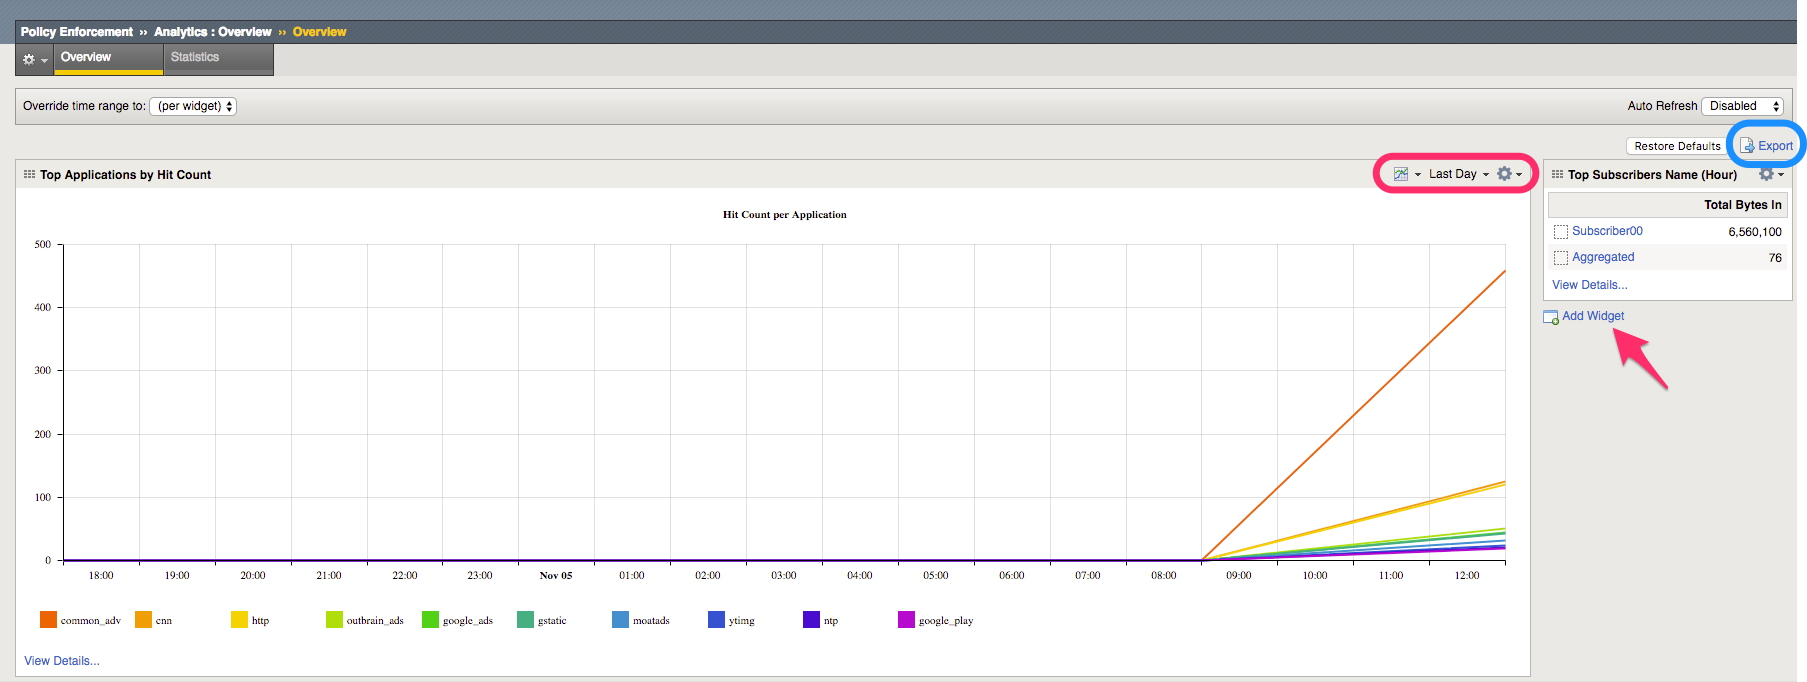 Policy Enforcement ›› Analytics : Overview ›› Overview
Overview
Statistics
Override time range to: (per widget)
Auto Refresh Disabled
Restore Defaults
Export
Top Applications by Hit Count
Last Day
Top Subscribers Name (Hour)
Total Bytes In
Subscriber00 6,560,100
Aggregated 76
View Details...
Add Widget
Hit Count per Application
500
400
300
200
100
0
18:00 19:00 20:00 21:00 22:00 23:00 Nov 05 01:00 02:00 03:00 04:00 05:00 06:00 07:00 08:00 09:00 10:00 11:00 12:00
common_adv cnn http outbrain_ads google_ads gstatic moatads ytimg ntp google_play
View Details...